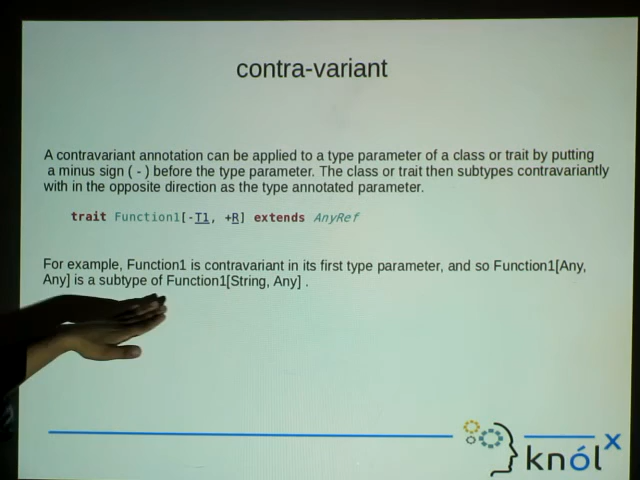 contra-variant
A contravariant annotation can be applied to a type parameter of a class or trait by putting
a minus sign ( - ) before the type parameter. The class or trait then subtypes contravariantly
with in the opposite direction as the type annotated parameter.
trait Function1[-T1, +R] extends AnyRef
For example, Function1 is contravariant in its first type parameter, and so Function1[Any,
Any] is a subtype of Function1[String, Any] .
knólx